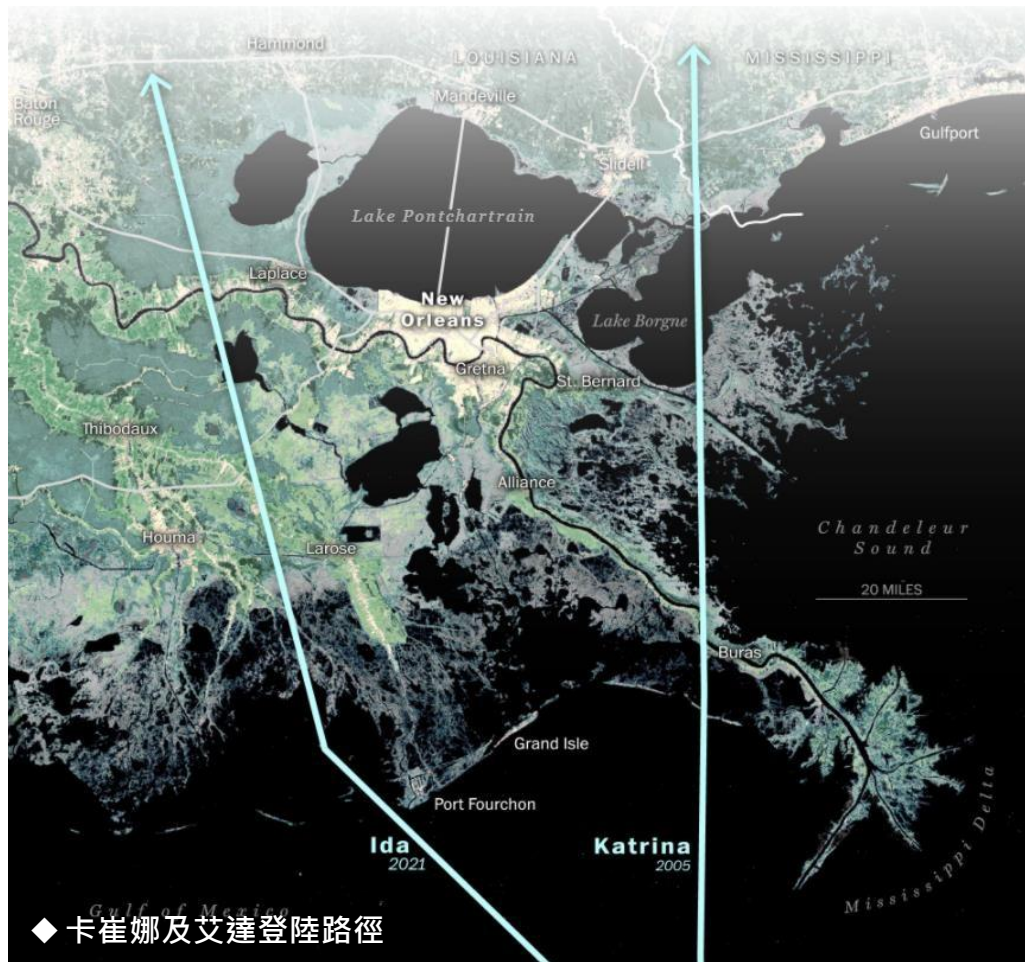 Hammond
LOUISIANA
MISSISSIPPI
Baton
Rouge
Mandeville
Gulfport
Slidell
Lake Pontchartrain
Laplace
New
Orleans
Lake Borgne
Gretna
St. Bernard
Thibodaux
Alliance
Houma
Larose
Chandeleur
Sound
20 MILES
Buras
Grand Isle
Port Fourchon
Ida
2021
Katrina
2005
Mississippi Delta
Gulf of Mexico
◆ 卡崔娜及艾達登陸路徑